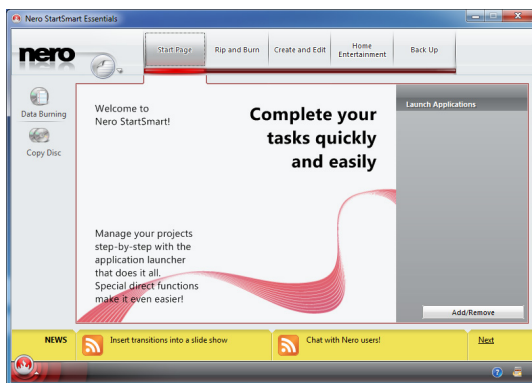 Nero StartSmart Essentials
nero
Start Page
Rip and Burn
Create and Edit
Home
Entertainment
Back Up
Data Burning
Copy Disc
Welcome to
Nero StartSmart!
Complete your
tasks quickly
and easily
Manage your projects
step-by-step with the
application launcher
that does it all.
Special direct functions
make it even easier!
Launch Applications
Add/Remove
NEWS
Insert transitions into a slide show
Chat with Nero users!
Next